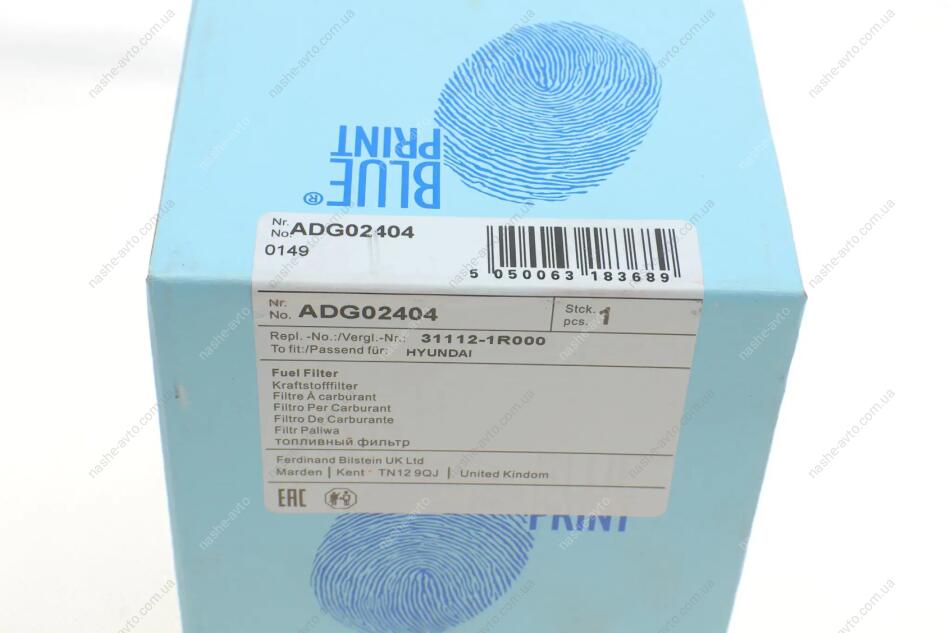 BLUE
PRINT
®
Nr.
No. ADG02404
0149
5 050063 183689
Nr.
No. ADG02404
Stck.
pcs. 1
Repl. -No.:/Vergl.-Nr.: 31112-1R000
To fit:/Passend für: HYUNDAI
Fuel Filter
Kraftstofffilter
Filtre À carburant
Filtro Per Carburant
Filtro De Carburante
Filtr Paliwa
топливный фильтр
Ferdinand Bilstein UK Ltd
Marden | Kent TN12 9QJ | United Kindom
EAC
PRINT
nashe-avto.com.ua